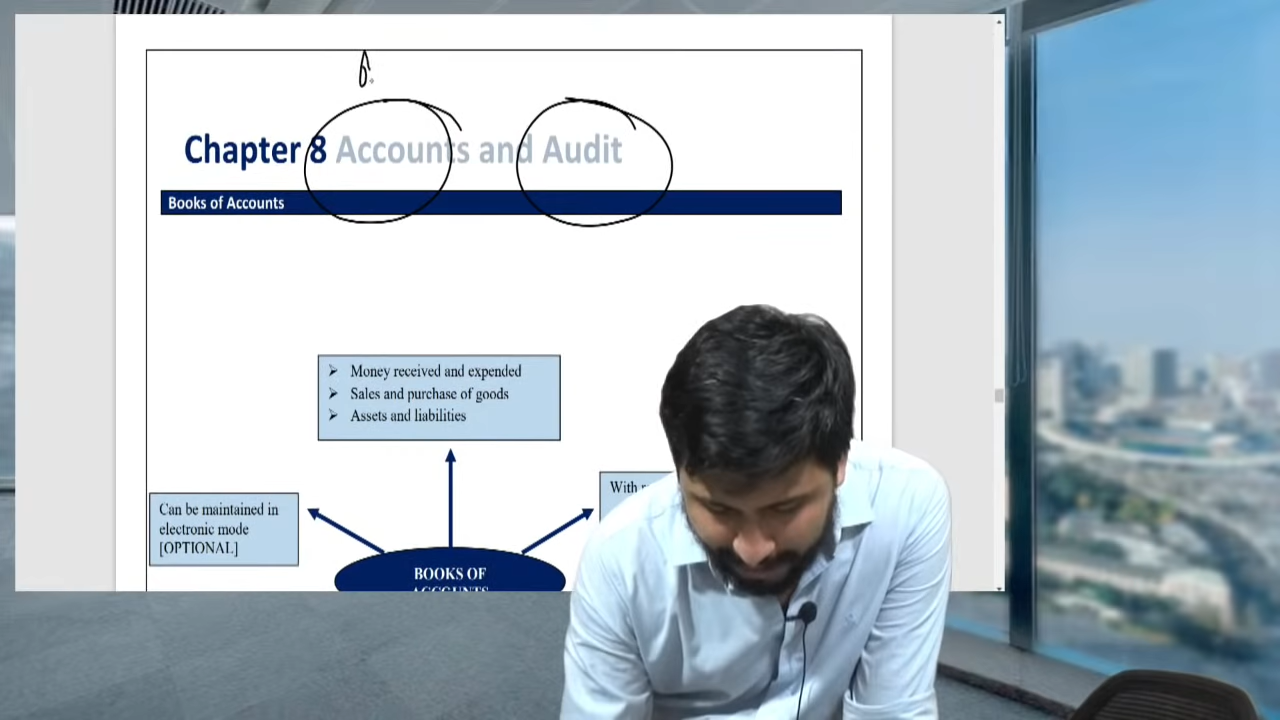 Chapter 8 Accounts and Audit
Books of Accounts
Money received and expended
Sales and purchase of goods
Assets and liabilities
Can be maintained in
electronic mode
[OPTIONAL]
With
BOOKS OF
ACCOUNTS